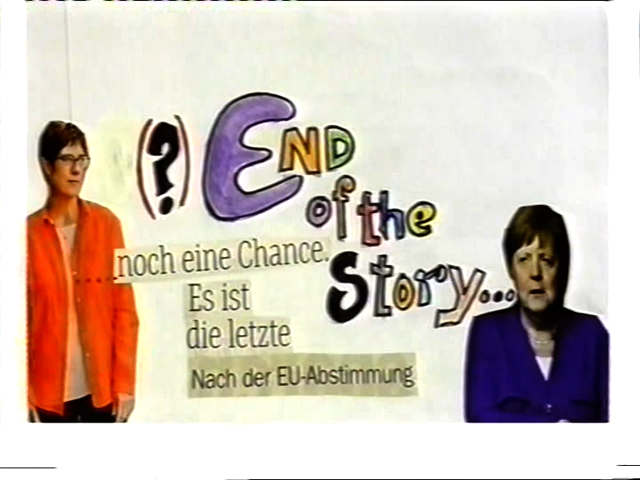 (?) END
of the
Story...
noch eine Chance.
Es ist
die letzte
Nach der EU-Abstimmung